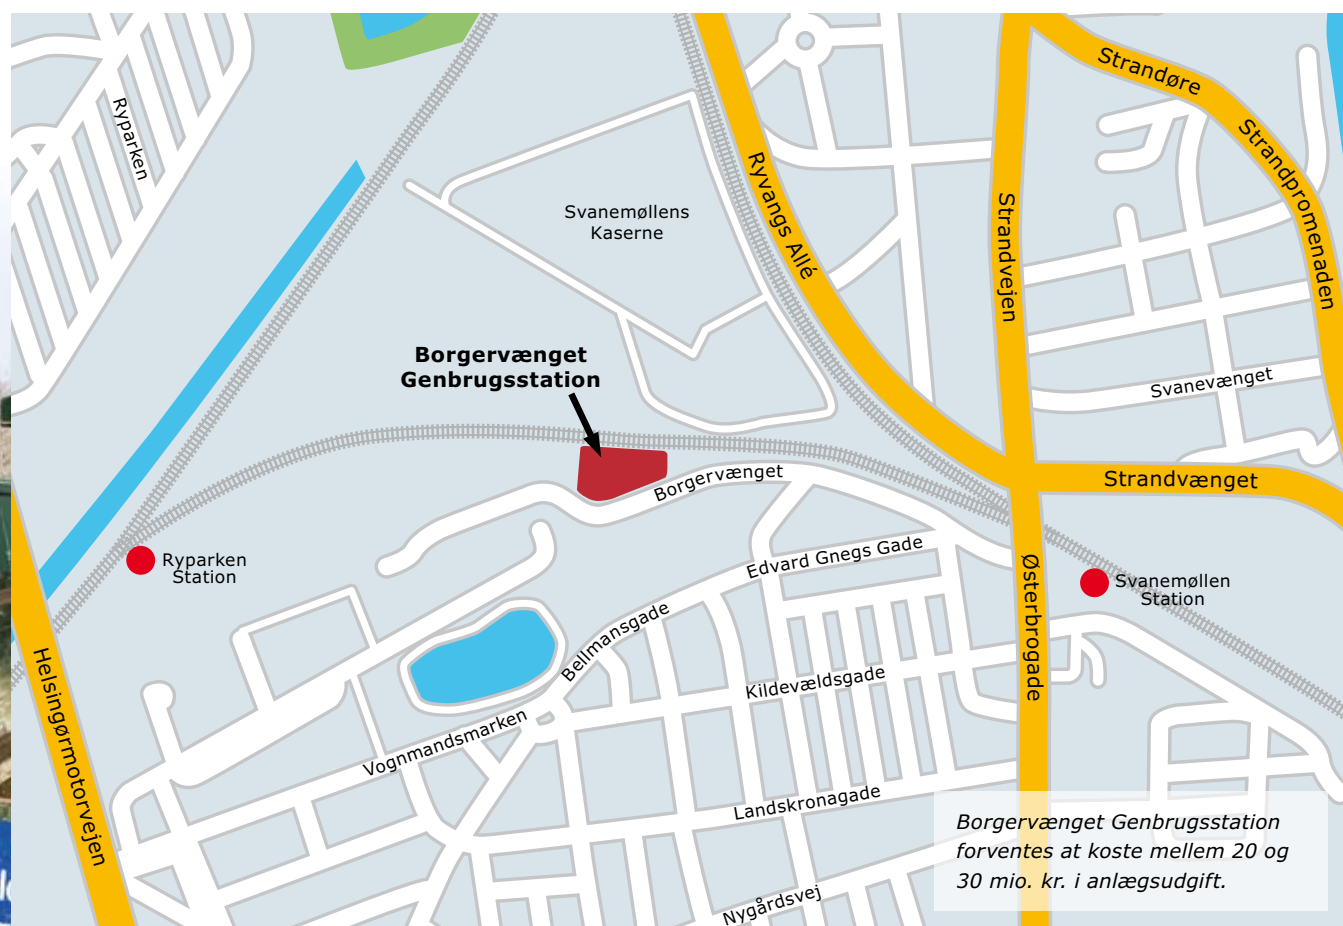 Strandøre
Ryparken
Strandpromenaden
Ryvangs Allé
Strandvejen
Svanemøllens
Kaserne
Borgervænget
Genbrugsstation
Svanevænget
Borgervænget
Strandvænget
Ryparken
Station
Edvard Gnegs Gade
Østerbrogade
Svanemøllen
Station
Bellmansgade
Helsingørmotorvejen
Kildevældsgade
Vognmandsmarken
Landskronagade
Nygårdsvej
Borgervænget Genbrugsstation
forventes at koste mellem 20 og
30 mio. kr. i anlægsudgift.